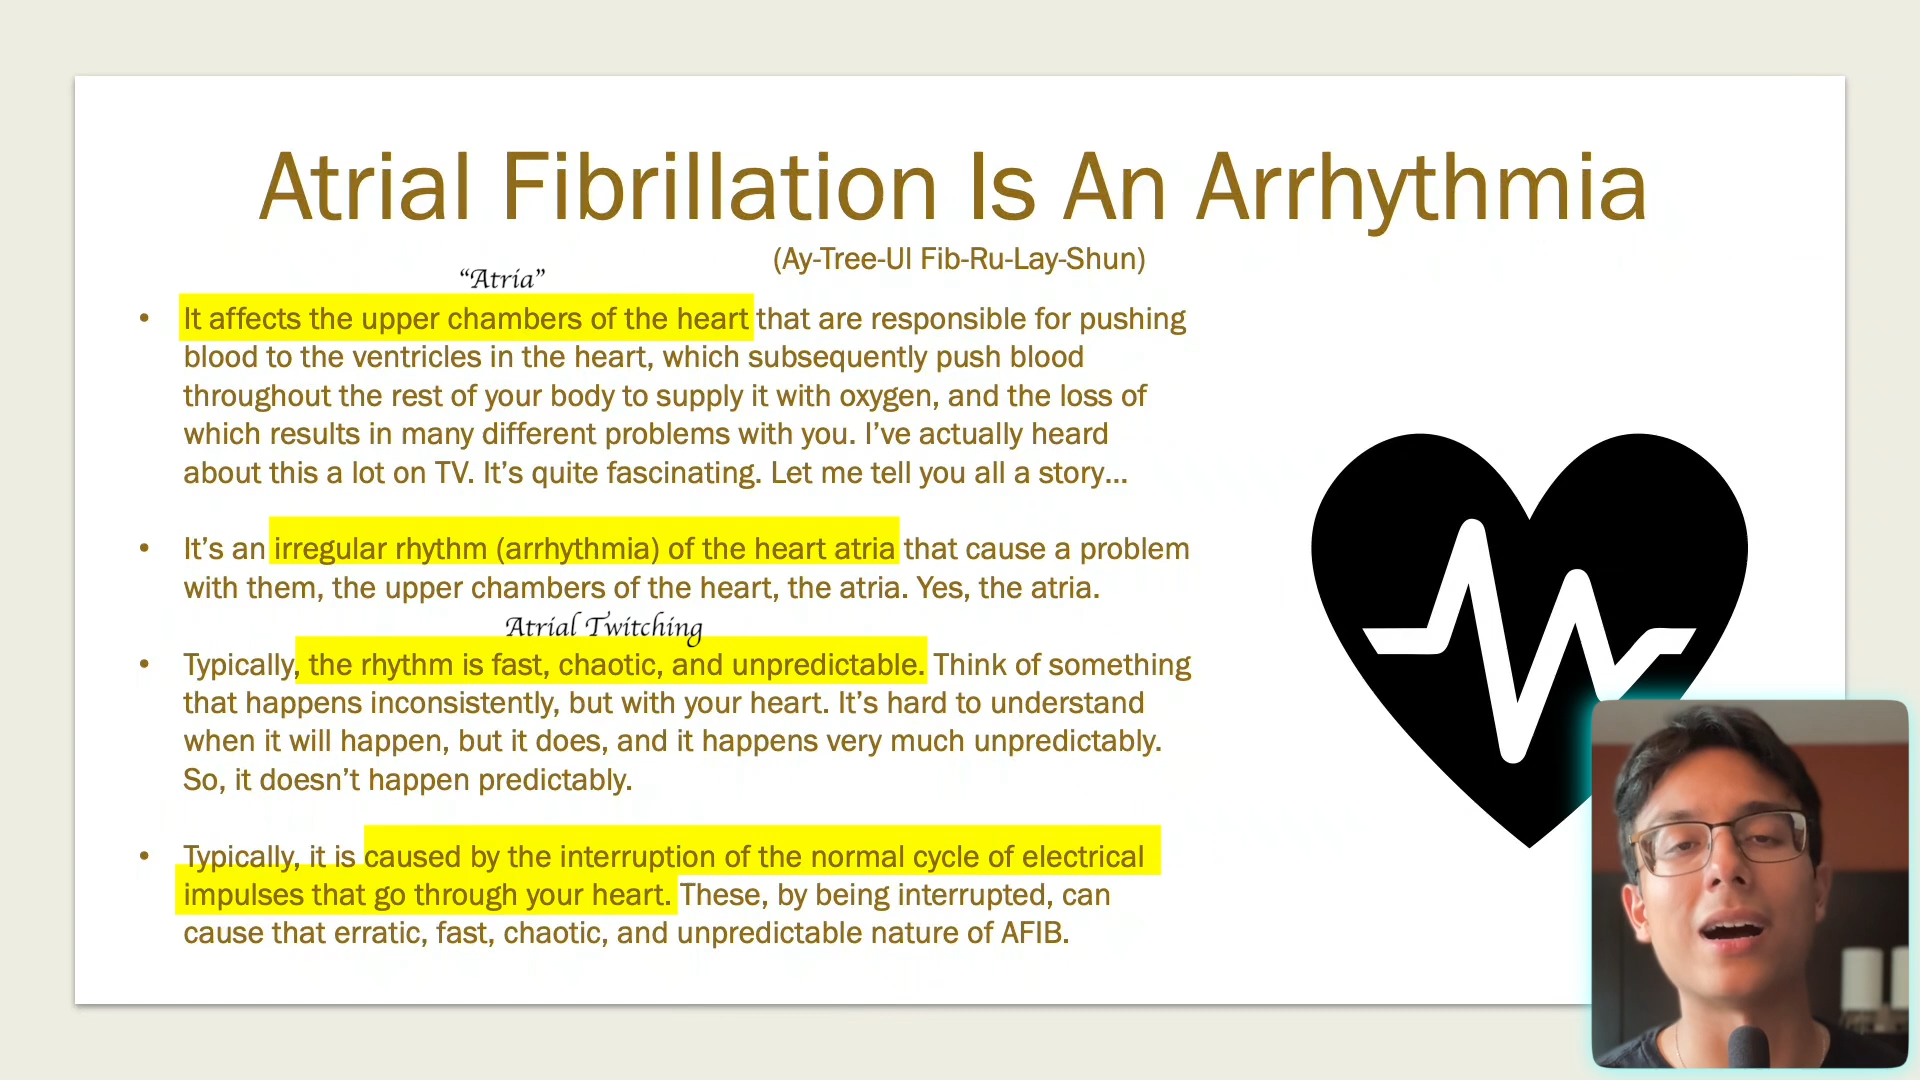 Atrial Fibrillation Is An Arrhythmia
(Ay-Tree-Ul Fib-Ru-Lay-Shun)
“Atria”
• It affects the upper chambers of the heart that are responsible for pushing
blood to the ventricles in the heart, which subsequently push blood
throughout the rest of your body to supply it with oxygen, and the loss of
which results in many different problems with you. I’ve actually heard
about this a lot on TV. It’s quite fascinating. Let me tell you all a story...
• It’s an irregular rhythm (arrhythmia) of the heart atria that cause a problem
with them, the upper chambers of the heart, the atria. Yes, the atria.
Atrial Twitching
• Typically, the rhythm is fast, chaotic, and unpredictable. Think of something
that happens inconsistently, but with your heart. It’s hard to understand
when it will happen, but it does, and it happens very much unpredictably.
So, it doesn’t happen predictably.
• Typically, it is caused by the interruption of the normal cycle of electrical
impulses that go through your heart. These, by being interrupted, can
cause that erratic, fast, chaotic, and unpredictable nature of AFIB.